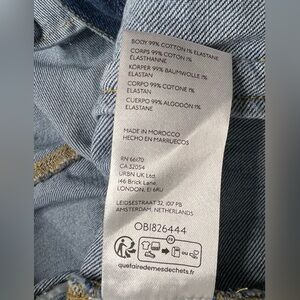 BODY 99% COTTON 1% ELASTANE
CORPS 99% COTON 1%
ELASTHANNE
KÖRPER 99% BAUMWOLLE 1%
ELASTAN
CORPO 99% COTONE 1%
ELASTAN
CUERPO 99% ALGODÓN 1%
ELASTANO
MADE IN MOROCCO
HECHO EN MARRUECOS
RN 66170
CA 32054
URBN UK Ltd.
146 Brick Lane,
LONDON, E1 6RU
LEIDSESTRAAT 32, 1017 PB
AMSTERDAM, NETHERLANDS
OB1826444
FR
quefairedemesdechets.fr